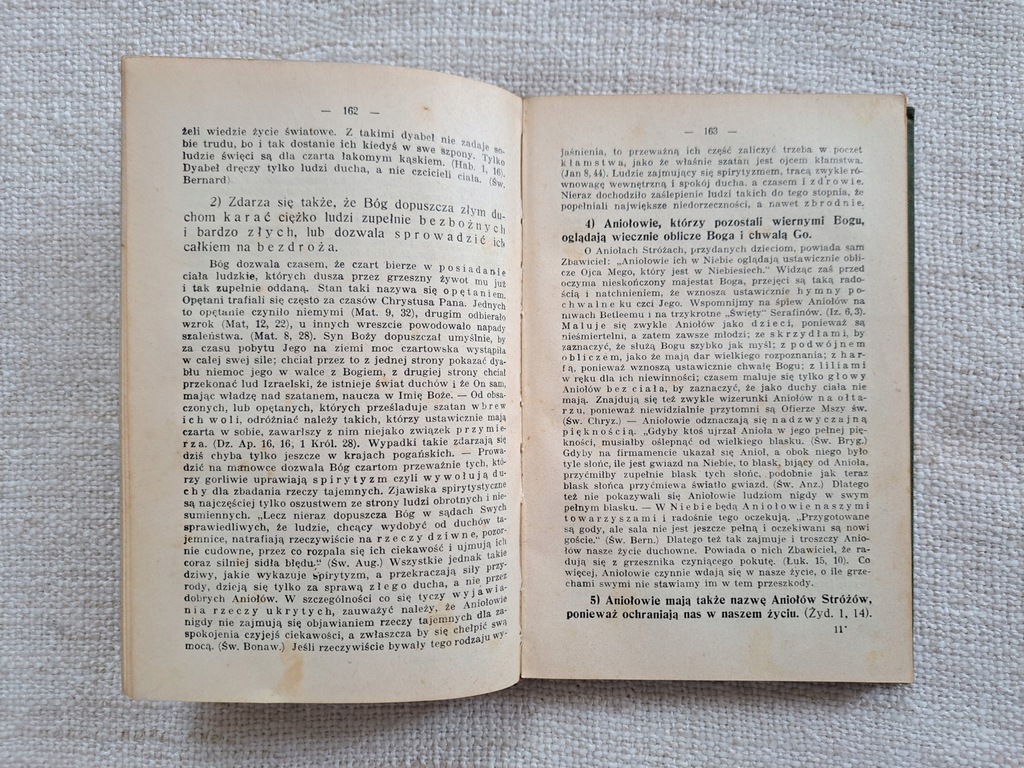 — 162 —
żeli wiedzie życie światowe. Z takimi dyabeł nie zadaje so-
bie trudu, bo i tak dostanie ich kiedyś w swe szpony. Tylko
ludzie święci są dla czarta łakomym kąskiem. (Hab. 1, 16).
Dyabeł dręczy tylko ludzi ducha, a nie czcicieli ciała. (Św.
Bernard)
2) Zdarza się także, że Bóg dopuszcza złym du-
chom karać ciężko ludzi zupełnie bezbożnych
i bardzo złych, lub dozwala sprowadzić ich
całkiem na bezdroża.
Bóg dozwala czasem, że czart bierze w posiadanie
ciała ludzkie, których dusza przez grzeszny żywot mu już
i tak zupełnie oddaną. Stan taki nazywa się opętaniem.
Opętani trafiali się często za czasów Chrystusa Pana. Jednych
to opętanie czyniło niemymi (Mat. 9, 32), drugim odbierało
wzrok (Mat, 12, 22), u innych wreszcie powodowało napady
szaleństwa. (Mat. 8, 28). Syn Boży dopuszczał umyślnie, by
za czasu pobytu Jego na ziemi moc czartowska wystąpiła
w całej swej sile; chciał przez to z jednej strony pokazać dya-
błu niemoc jego w walce z Bogiem, z drugiej strony chciał
przekonać lud Izraelski, że istnieje świat duchów i że On sam,
mając władzę nad szatanem, naucza w Imię Boże. — Od obsa-
czonych, lub opętanych, których prześladuje szatan wbrew
ich woli, odróżniać należy takich, którzy ustawicznie mają
czarta w sobie, zawarłszy z nim niejako związek przymie-
rza. (Dz. Ap. 16, 16; 1 Król. 28). Wypadki takie zdarzają się
dziś chyba tylko jeszcze w krajach pogańskich. — Prowa-
dzić na manowce dozwala Bóg czartom przeważnie tych, któ-
rzy gorliwie uprawiają spirytyzm czyli wywołują du-
chy dla zbadania rzeczy tajemnych. Zjawiska spirytystyczne
są najczęściej tylko oszustwem ze strony ludzi obrotnych i nie-
sumiennych. „Lecz nieraz dopuszcza Bóg w sądach Swych
sprawiedliwych, że ludzie, chcący wydobyć od duchów ta-
jemnice, natrafiają rzeczywiście na rzeczy dziwne, pozor-
nie cudowne, przez co rozpala się ich ciekawość i ujmują ich
coraz silniej sidła błędu." (Św. Aug.) Wszystkie jednak takie
dziwy, jakie wykazuje spirytyzm, a przekraczają siły przy-
rody, dzieją się tylko za sprawą złego ducha, a nie przez
dobrych Aniołów. W szczególności co się tyczy wyjawia-
nia rzeczy ukrytych, zauważyć należy, że Aniołowie
nigdy nie zajmują się objawianiem rzeczy tajemnych dla za-
spokojenia czyjejś ciekawości, a zwłaszcza by się chełpić swą
mocą. (Św. Bonaw.) Jeśli rzeczywiście bywały tego rodzaju wy-
— 163 —
jaśnienia, to przeważną ich część zaliczyć trzeba w poczet
kłamstwa, jako że właśnie szatan jest ojcem kłamstwa.
(Jan 8, 44). Ludzie zajmujący się spirytyzmem, tracą zwykle ró-
wnowagę wewnętrzną i spokój ducha, a czasem i zdrowie.
Nieraz dochodziło zaślepienie ludzi takich do tego stopnia, że
popełniali największe niedorzeczności, a nawet zbrodnie.
4) Aniołowie, którzy pozostali wiernymi Bogu,
oglądają wiecznie oblicze Boga i chwalą Go.
O Aniołach Stróżach, przydanych dzieciom, powiada sam
Zbawiciel: „Aniołowie ich w Niebie oglądają ustawicznie obli-
cze Ojca Mego, który jest w Niebiesiech." Widząc zaś przed
oczyma nieskończony majestat Boga, przejęci są taką rado-
ścią i natchnieniem, że wznoszą ustawicznie hymny po-
chwalne ku czci Jego. Wspomnijmy na śpiew Aniołów na
niwach Betleemu i na trzykrotne „Święty" Serafinów. (Iz. 6, 3).
Maluje się zwykle Aniołów jako dzieci, ponieważ są
nieśmiertelni, a zatem zawsze młodzi; ze skrzydłami, by
zaznaczyć, że służą Bogu szybko jak myśl; z podwójnem
obliczem, jako że mają dar wielkiego rozpoznania; z har-
fą, ponieważ wznoszą ustawicznie chwałę Bogu; z liliami
w ręku dla ich niewinności; czasem maluje się tylko głowy
Aniołów bez ciała, by zaznaczyć, że jako duchy ciała nie
mają. Znajdują się też zwykle wizerunki Aniołów na ołta-
rzu, ponieważ niewidzialnie przytomni są Ofierze Mszy św.
(Św. Chryz.) — Aniołowie odznaczają się nadzwyczajną
pięknością. „Gdyby ktoś ujrzał Anioła w jego pełnej pię-
kności, musiałby oślepnąć od wielkiego blasku. (Św. Bryg.)
Gdyby na firmamencie ukazał się Anioł, a obok niego było
tyle słońc, ile jest gwiazd na Niebie, to blask, bijący od Anioła,
przyćmiłby zupełnie blask tych słońc, podobnie jak teraz
blask słońca przyćmiewa światło gwiazd. (Św. Anz.) Dlatego
też nie pokazywali się Aniołowie ludziom nigdy w swym
pełnym blasku. — W Niebie będą Aniołowie naszymi
towarzyszami i radośnie tego oczekują. „Przygotowane
są gody, ale sala nie jest jeszcze pełną i oczekiwani są nowi
goście." (Św. Bern.) Dlatego też tak zajmuje i troszczy Anio-
łów nasze życie duchowne. Powiada o nich Zbawiciel, że ra-
dują się z grzesznika czyniącego pokutę. (Łuk. 15, 10). Co
więcej, Aniołowie czynnie wdają się w nasze życie, o ile grze-
chami swymi nie stawiamy im w tem przeszkody.
5) Aniołowie mają także nazwę Aniołów Stróżów,
ponieważ ochraniają nas w naszem życiu. (Żyd. 1, 14).
11*